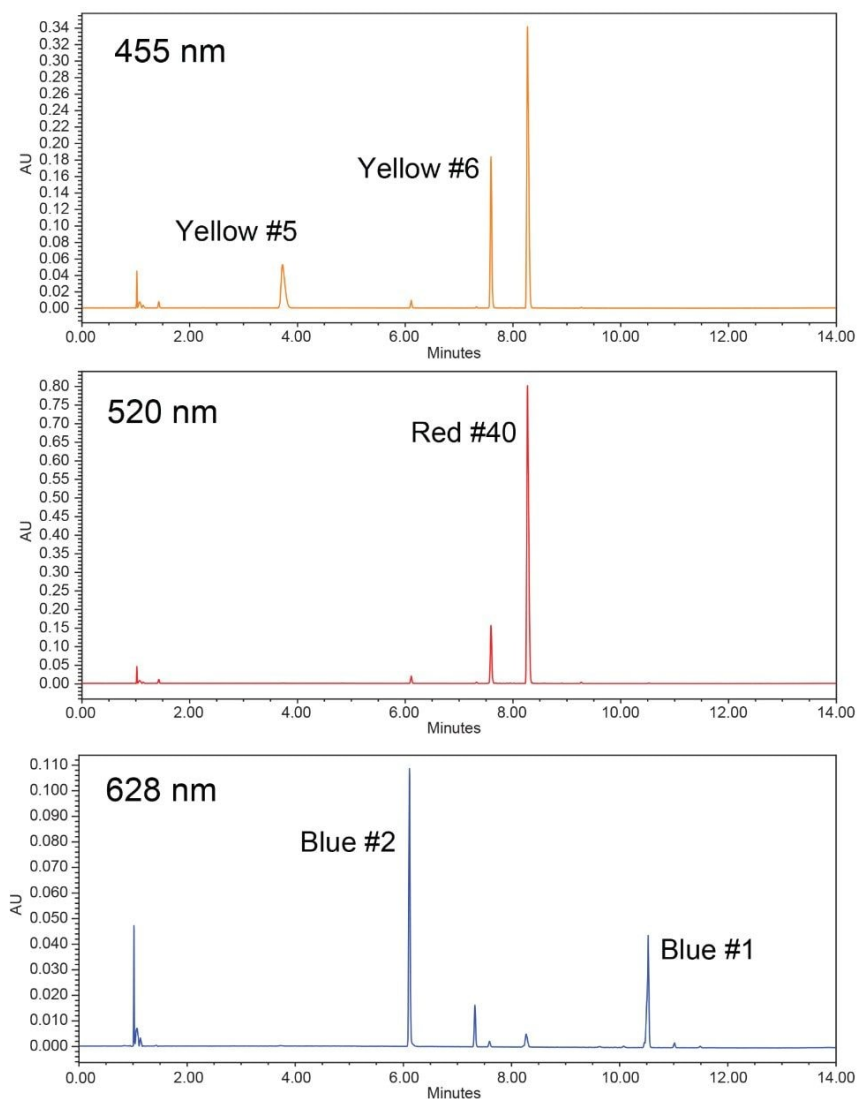 455 nm
0.34
0.32
0.30
0.28
0.26
0.24
0.22
0.20
0.18
0.16
0.14
0.12
0.10
0.08
0.06
0.04
0.02
0.00
AU
Yellow #5
Yellow #6
0.00 2.00 4.00 6.00 8.00 10.00 12.00 14.00
Minutes
520 nm
0.80
0.75
0.70
0.65
0.60
0.55
0.50
0.45
0.40
0.35
0.30
0.25
0.20
0.15
0.10
0.05
0.00
AU
Red #40
0.00 2.00 4.00 6.00 8.00 10.00 12.00 14.00
Minutes
628 nm
0.110
0.100
0.090
0.080
0.070
0.060
0.050
0.040
0.030
0.020
0.010
0.000
AU
Blue #2
Blue #1
0.00 2.00 4.00 6.00 8.00 10.00 12.00 14.00
Minutes